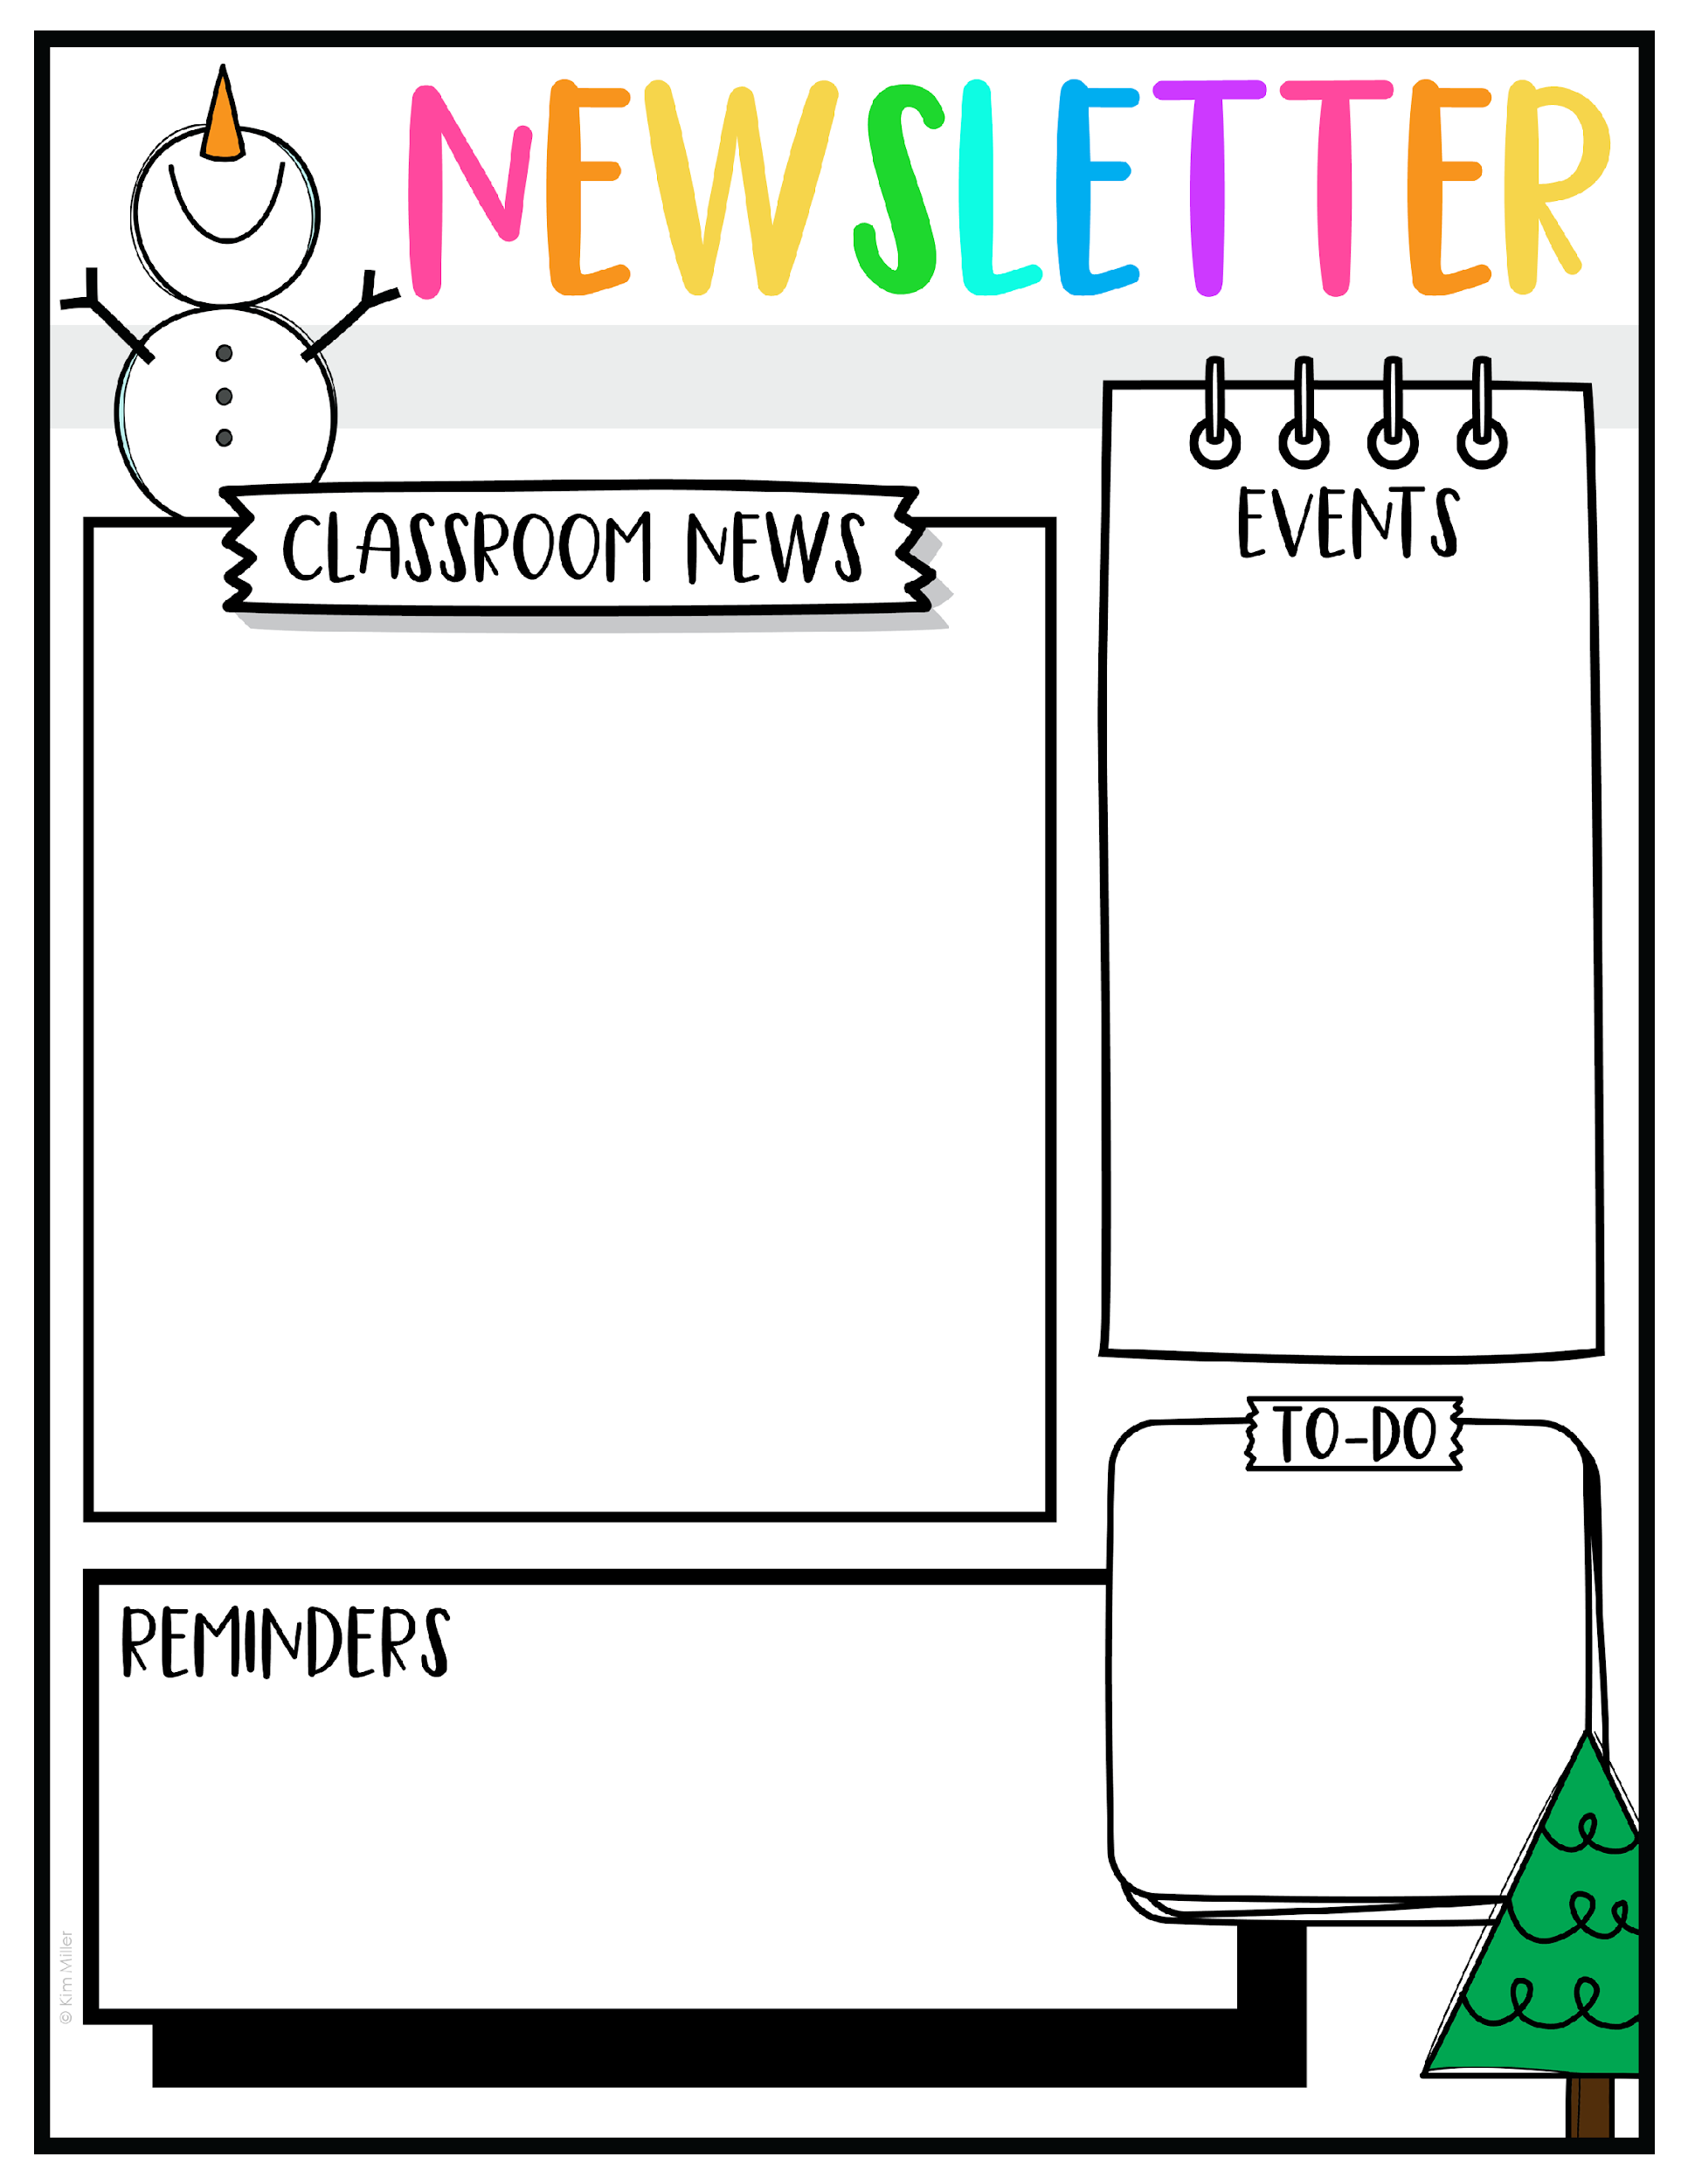 NEWSLETTER
EVENTS
CLASSROOM NEWS
TO-DO
REMINDERS
© Kim Miller